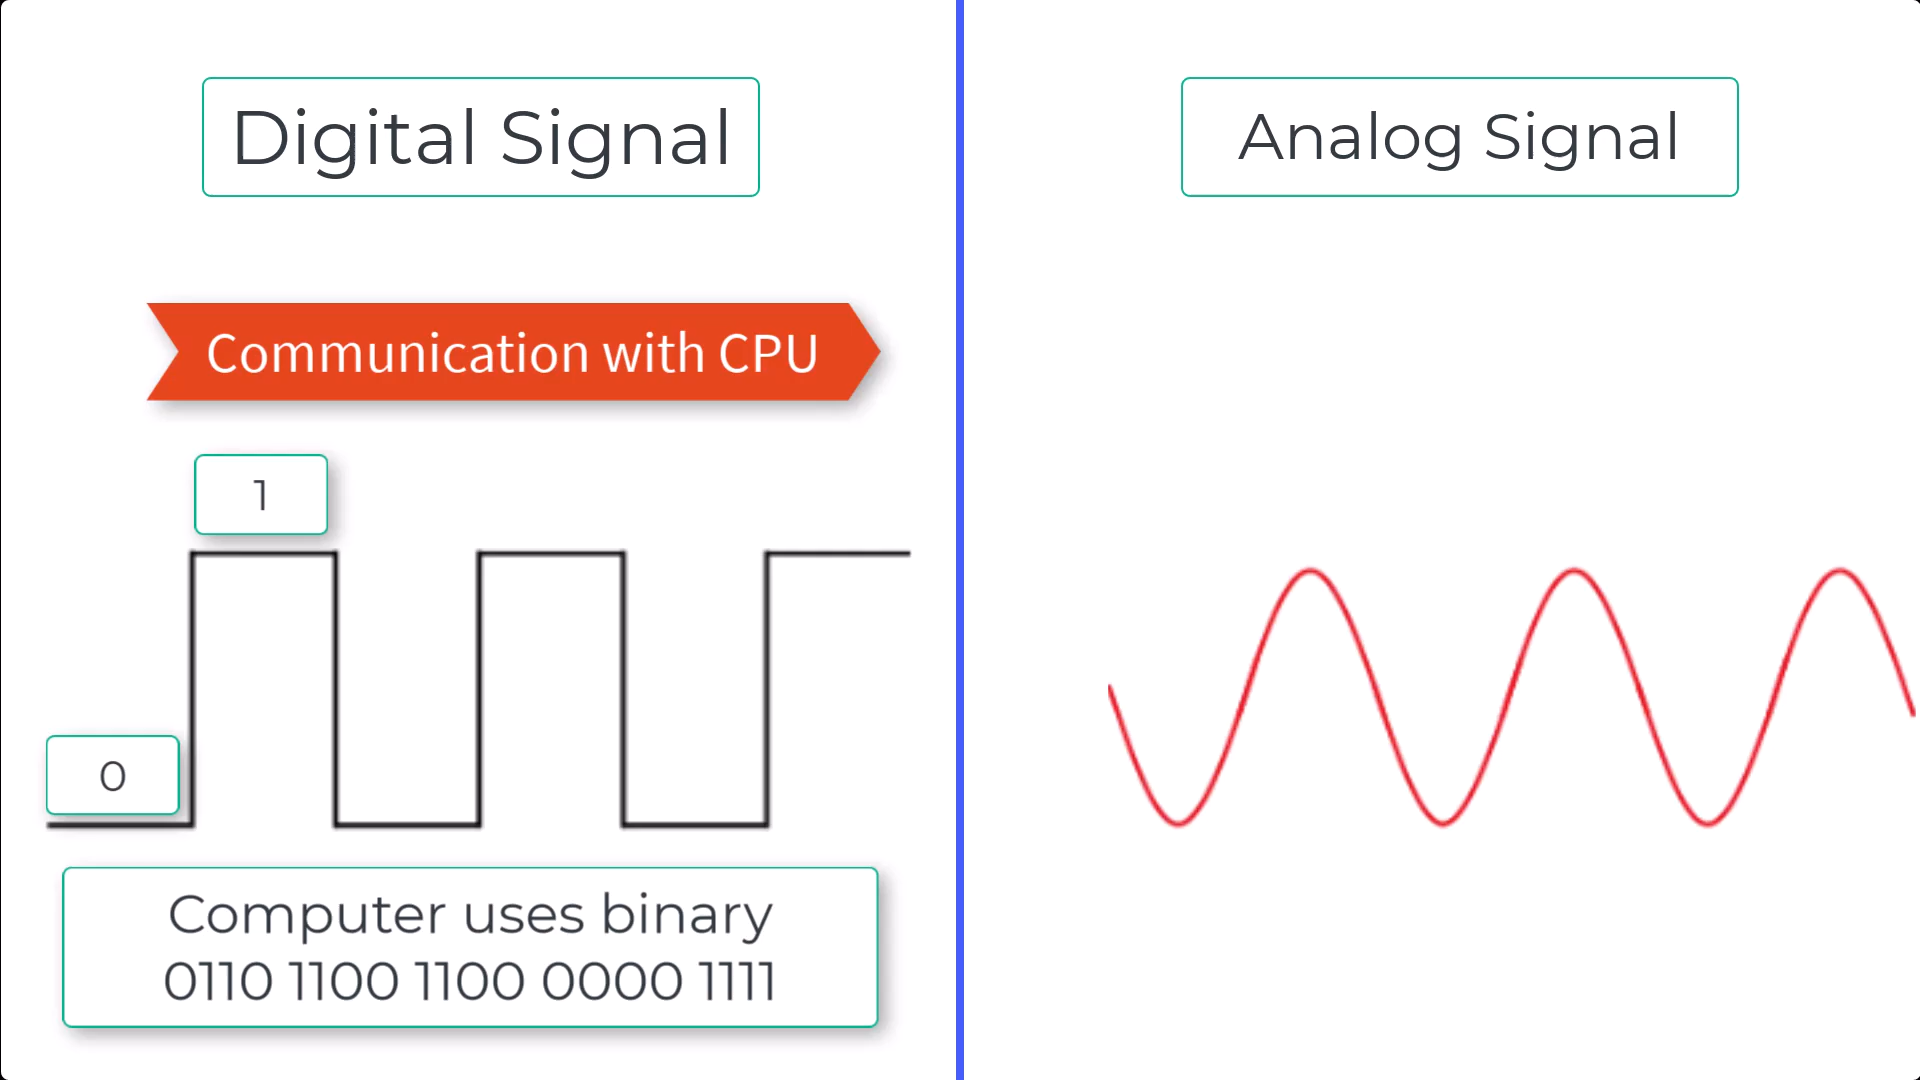 Digital Signal
Communication with CPU
1
0
Computer uses binary
0110 1100 1100 0000 1111
Analog Signal